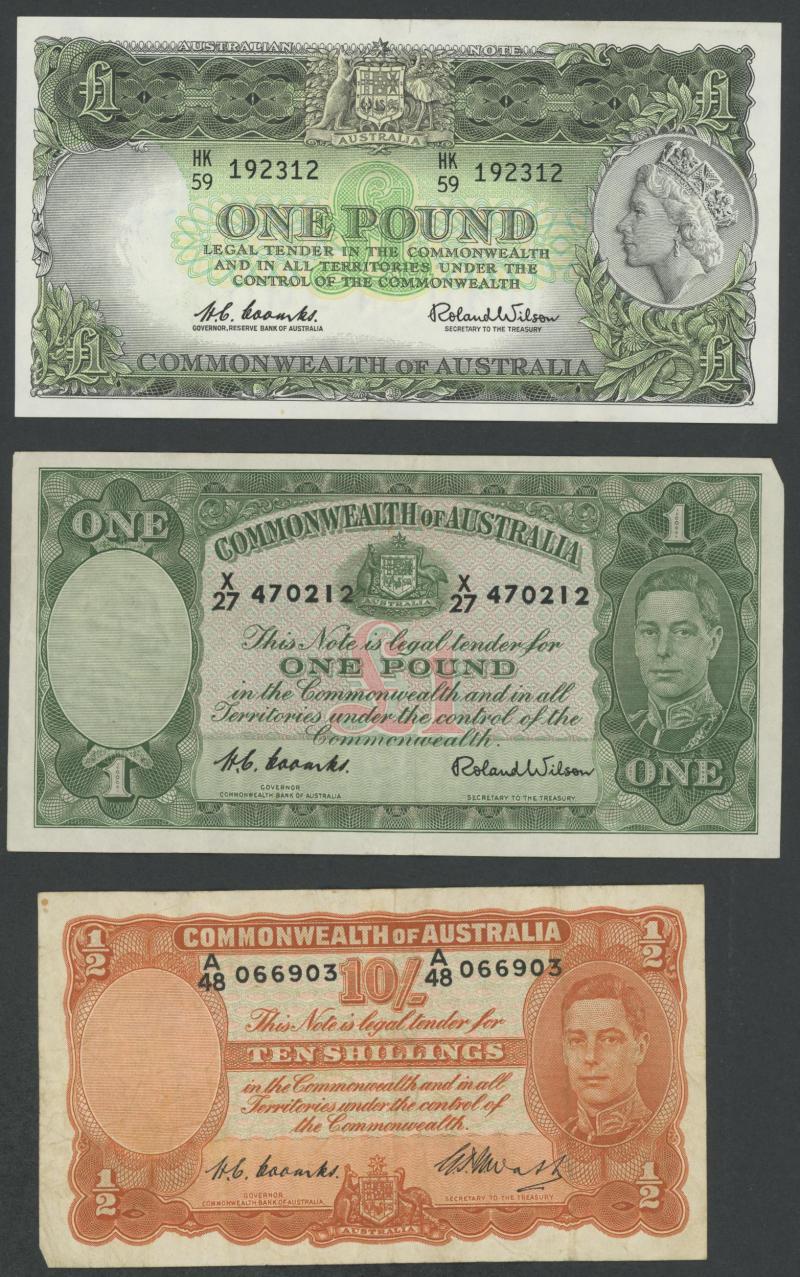 AUSTRALIAN NOTE
£1 £1
AUSTRALIA
HK 59 192312 HK 59 192312
£
ONE POUND
LEGAL TENDER IN THE COMMONWEALTH
AND IN ALL TERRITORIES UNDER THE
CONTROL OF THE COMMONWEALTH
H.C. Coombs. Roland Wilson
GOVERNOR, RESERVE BANK OF AUSTRALIA SECRETARY TO THE TREASURY
£1 £1
COMMONWEALTH OF AUSTRALIA
ONE 1
COMMONWEALTH OF AUSTRALIA
X 27 470212 X 27 470212
AUSTRALIA
This Note is legal tender for
ONE POUND
£1
in the Commonwealth and in all
Territories under the control of the
Commonwealth.
H.C. Coombs. Roland Wilson
1 ONE
GOVERNOR SECRETARY TO THE TREASURY
COMMONWEALTH BANK OF AUSTRALIA
1/2 1/2
COMMONWEALTH OF AUSTRALIA
A 48 066903 A 48 066903
10/-
This Note is legal tender for
TEN SHILLINGS
in the Commonwealth and in all
Territories under the control of
the Commonwealth.
H.C. Coombs.
1/2 1/2
GOVERNOR SECRETARY TO THE TREASURY
COMMONWEALTH BANK OF AUSTRALIA
AUSTRALIA